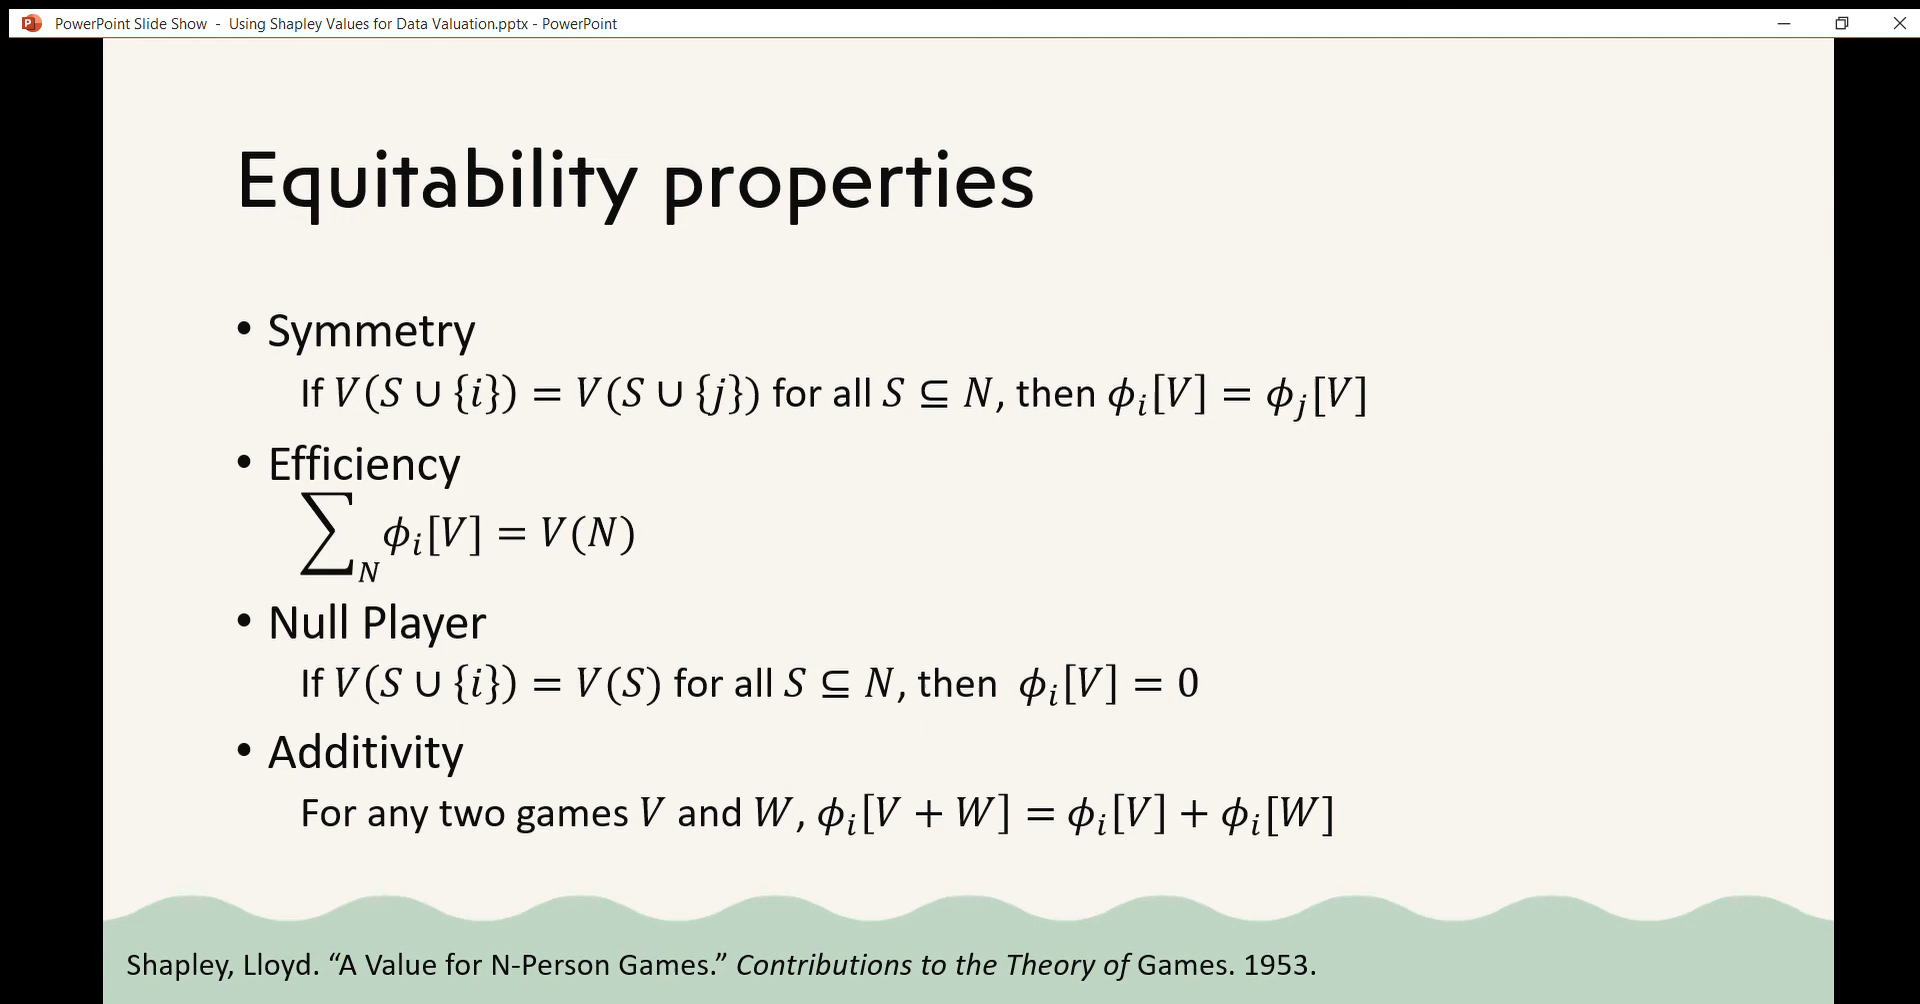 PowerPoint Slide Show - Using Shapley Values for Data Valuation.pptx - PowerPoint
Equitability properties
• Symmetry
If 𝑉(𝑆 ∪ {𝑖}) = 𝑉(𝑆 ∪ {𝑗}) for all 𝑆 ⊆ 𝑁, then 𝜙ᵢ[𝑉] = 𝜙ⱼ[𝑉]
• Efficiency
∑_N 𝜙ᵢ[𝑉] = 𝑉(𝑁)
• Null Player
If 𝑉(𝑆 ∪ {𝑖}) = 𝑉(𝑆) for all 𝑆 ⊆ 𝑁, then 𝜙ᵢ[𝑉] = 0
• Additivity
For any two games 𝑉 and 𝑊, 𝜙ᵢ[𝑉 + 𝑊] = 𝜙ᵢ[𝑉] + 𝜙ᵢ[𝑊]
Shapley, Lloyd. “A Value for N-Person Games.” Contributions to the Theory of Games. 1953.